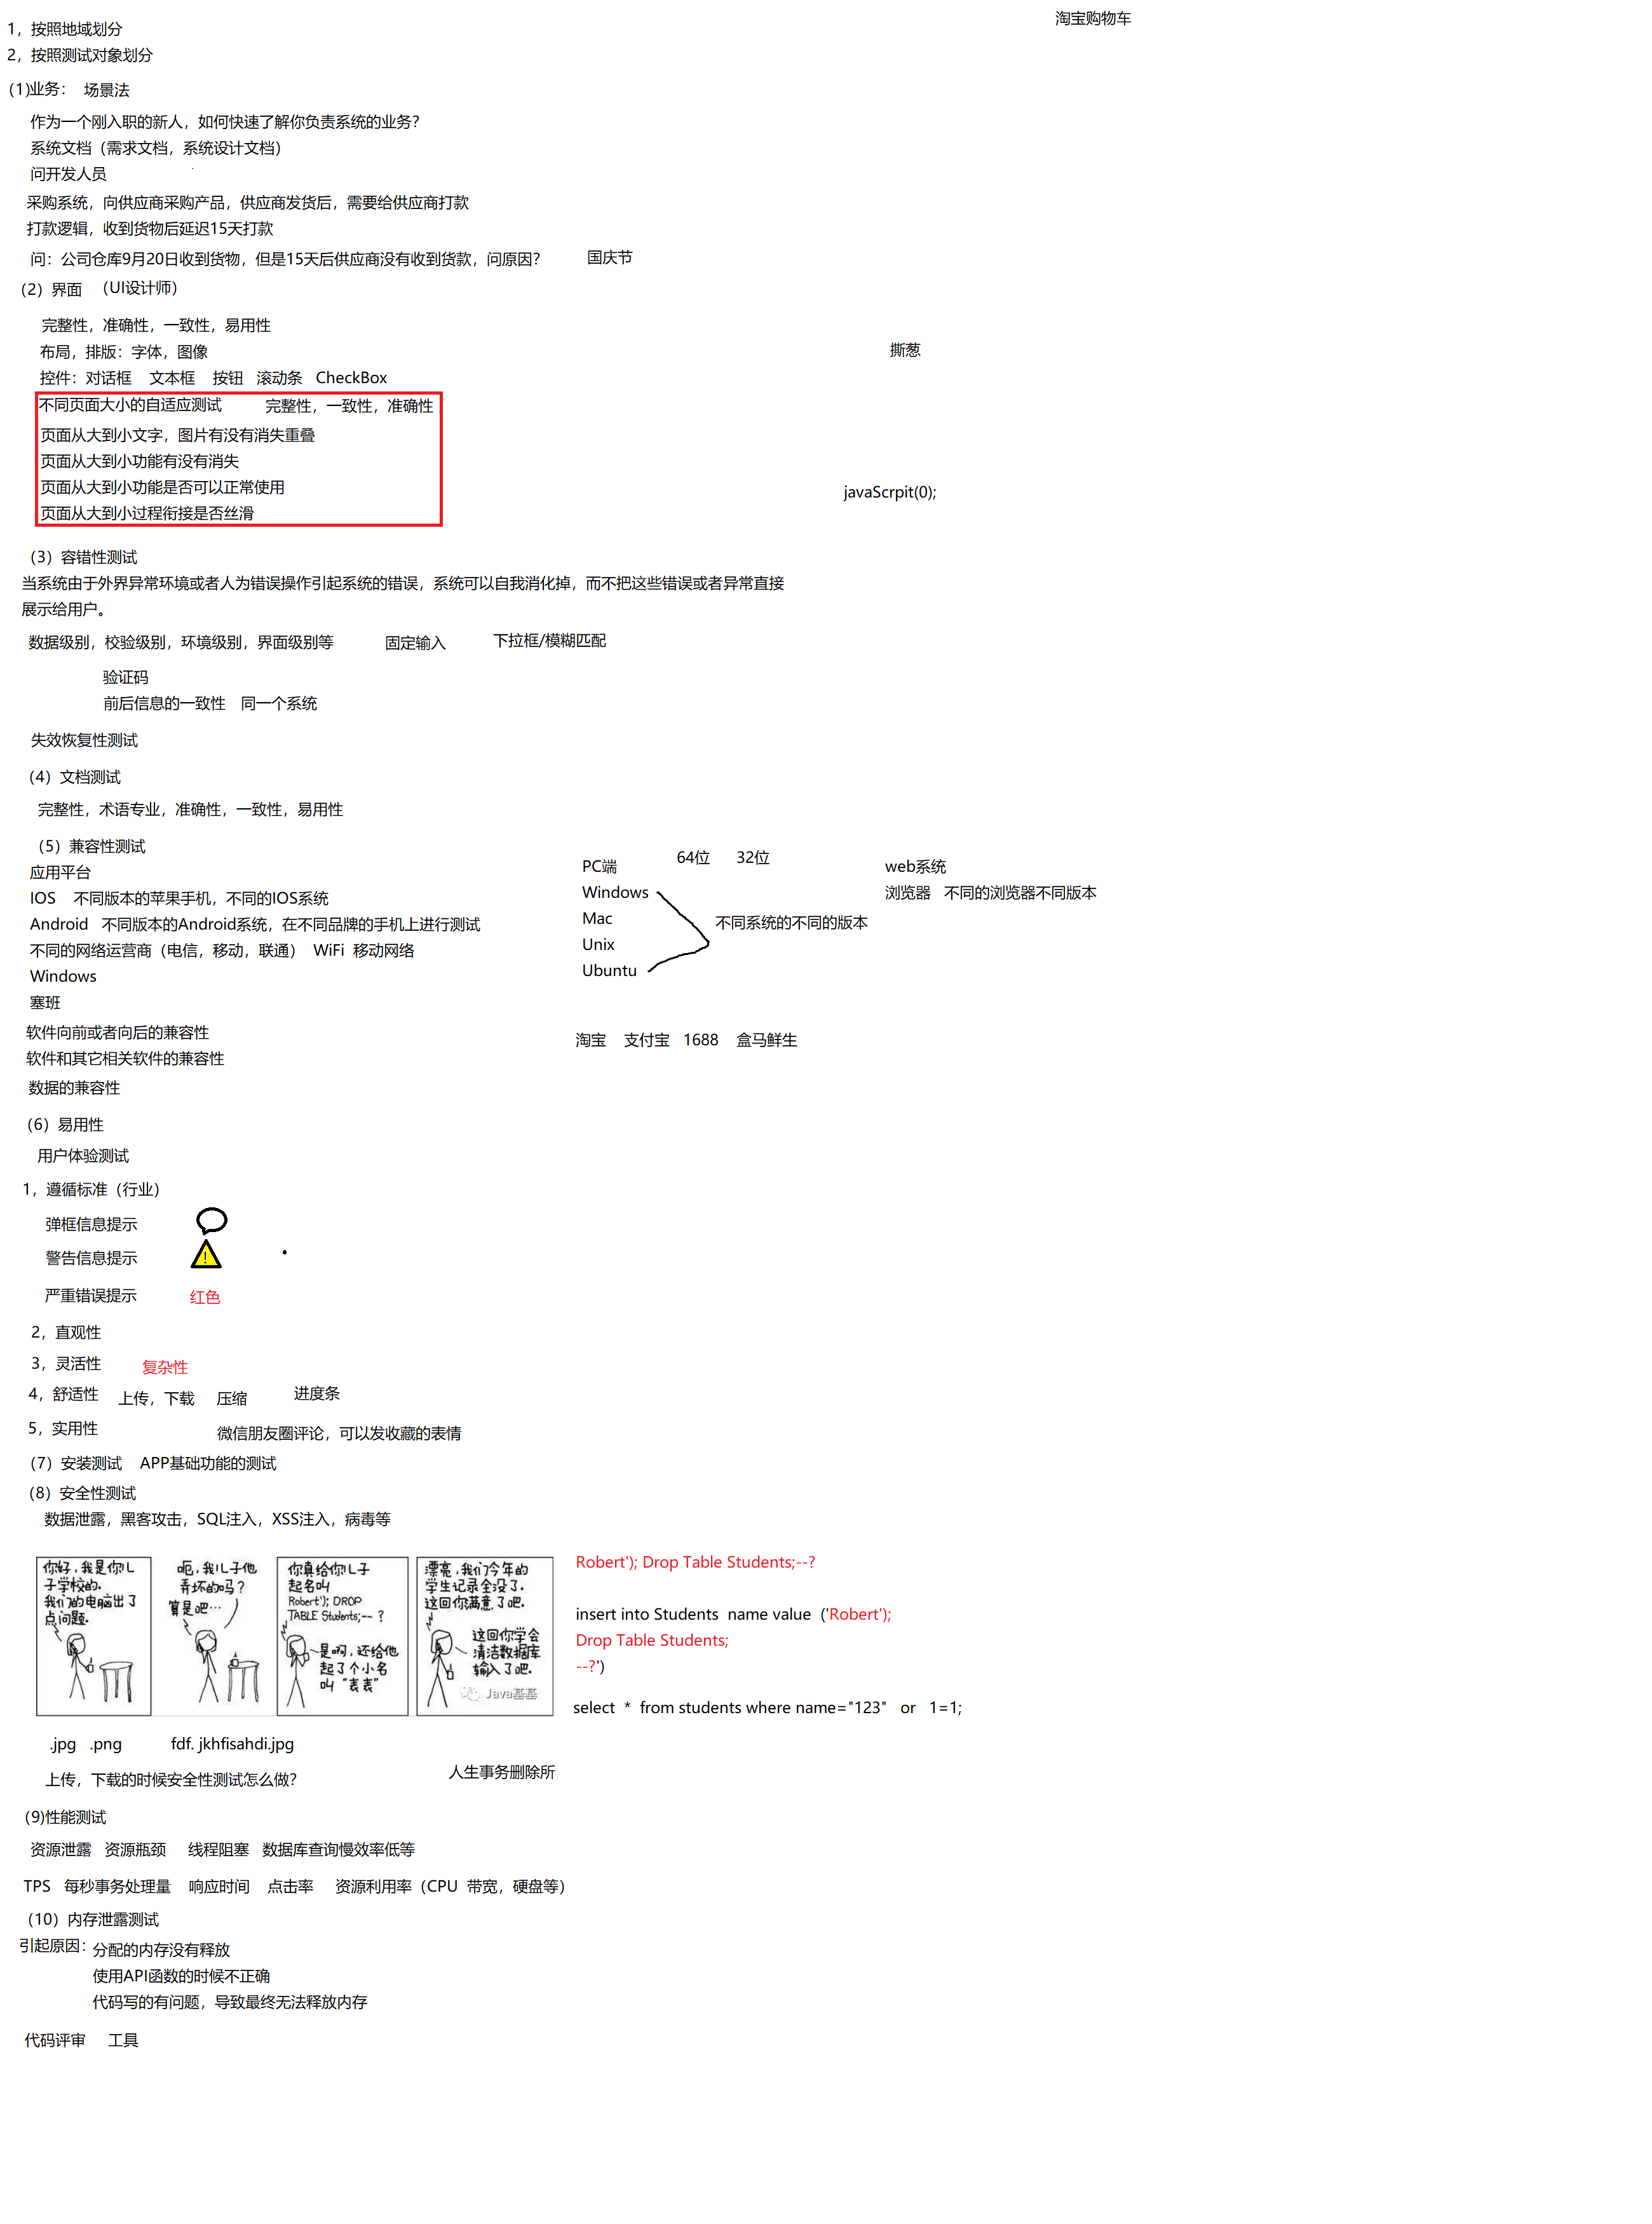 淘宝购物车
1，按照地域划分
2，按照测试对象划分
(1)业务： 场景法
作为一个刚入职的新人，如何快速了解你负责系统的业务？
系统文档（需求文档，系统设计文档）
问开发人员
采购系统，向供应商采购产品，供应商发货后，需要给供应商打款
打款逻辑，收到货物后延迟15天打款
问：公司仓库9月20日收到货物，但是15天后供应商没有收到货款，问原因？ 国庆节
（2）界面 （UI设计师）
完整性，准确性，一致性，易用性
布局，排版：字体，图像
撕葱
控件：对话框 文本框 按钮 滚动条 CheckBox
不同页面大小的自适应测试 完整性，一致性，准确性
页面从大到小文字，图片有没有消失重叠
页面从大到小功能有没有消失
页面从大到小功能是否可以正常使用
javaScrpit(0);
页面从大到小过程衔接是否丝滑
（3）容错性测试
当系统由于外界异常环境或者人为错误操作引起系统的错误，系统可以自我消化掉，而不把这些错误或者异常直接
展示给用户。
数据级别，校验级别，环境级别，界面级别等 固定输入 下拉框/模糊匹配
验证码
前后信息的一致性 同一个系统
失效恢复性测试
（4）文档测试
完整性，术语专业，准确性，一致性，易用性
（5）兼容性测试
应用平台
IOS 不同版本的苹果手机，不同的IOS系统
Android 不同版本的Android系统，在不同品牌的手机上进行测试
不同的网络运营商（电信，移动，联通） WiFi 移动网络
Windows
塞班
PC端 64位 32位
Windows
Mac
Unix
Ubuntu
不同系统的不同的版本
web系统
浏览器 不同的浏览器不同版本
软件向前或者向后的兼容性
软件和其它相关软件的兼容性
淘宝 支付宝 1688 盒马鲜生
数据的兼容性
（6）易用性
用户体验测试
1，遵循标准（行业）
弹框信息提示
警告信息提示
!
严重错误提示 红色
2，直观性
3，灵活性 复杂性
4，舒适性 上传，下载 压缩 进度条
5，实用性 微信朋友圈评论，可以发收藏的表情
（7）安装测试 APP基础功能的测试
（8）安全性测试
数据泄露，黑客攻击，SQL注入，XSS注入，病毒等
你好，我是你儿
子学校的.
我们的电脑出了
点问题.
呃，我儿子他
弄坏的吗？
算是吧…
你真给你儿子
起名叫
Robert'); DROP
TABLE Students;-- ？
是啊，还给他
起了个小名
叫“表表”
漂亮，我们今年的
学生记录全没了.
这回你满意了吧.
这回你学会
清洁数据库
输入了吧.
Java基基
Robert'); Drop Table Students;--?
insert into Students name value ('Robert');
Drop Table Students;
--?')
select * from students where name="123" or 1=1;
.jpg .png fdf. jkhfisahdi.jpg
上传，下载的时候安全性测试怎么做？ 人生事务删除所
（9)性能测试
资源泄露 资源瓶颈 线程阻塞 数据库查询慢效率低等
TPS 每秒事务处理量 响应时间 点击率 资源利用率（CPU 带宽，硬盘等）
（10）内存泄露测试
引起原因：分配的内存没有释放
使用API函数的时候不正确
代码写的有问题，导致最终无法释放内存
代码评审 工具